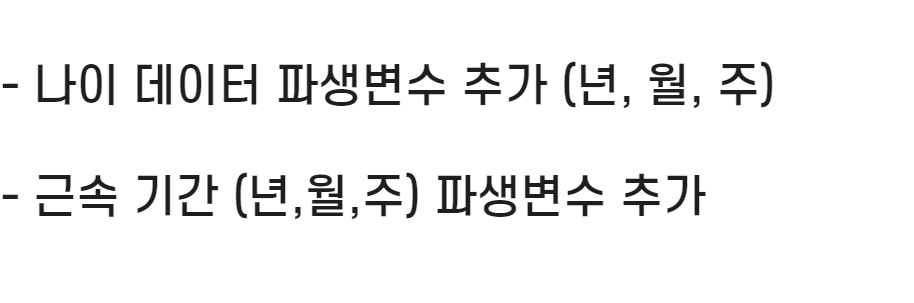 - 나이 데이터 파생변수 추가 (년, 월, 주)
- 근속 기간 (년,월,주) 파생변수 추가